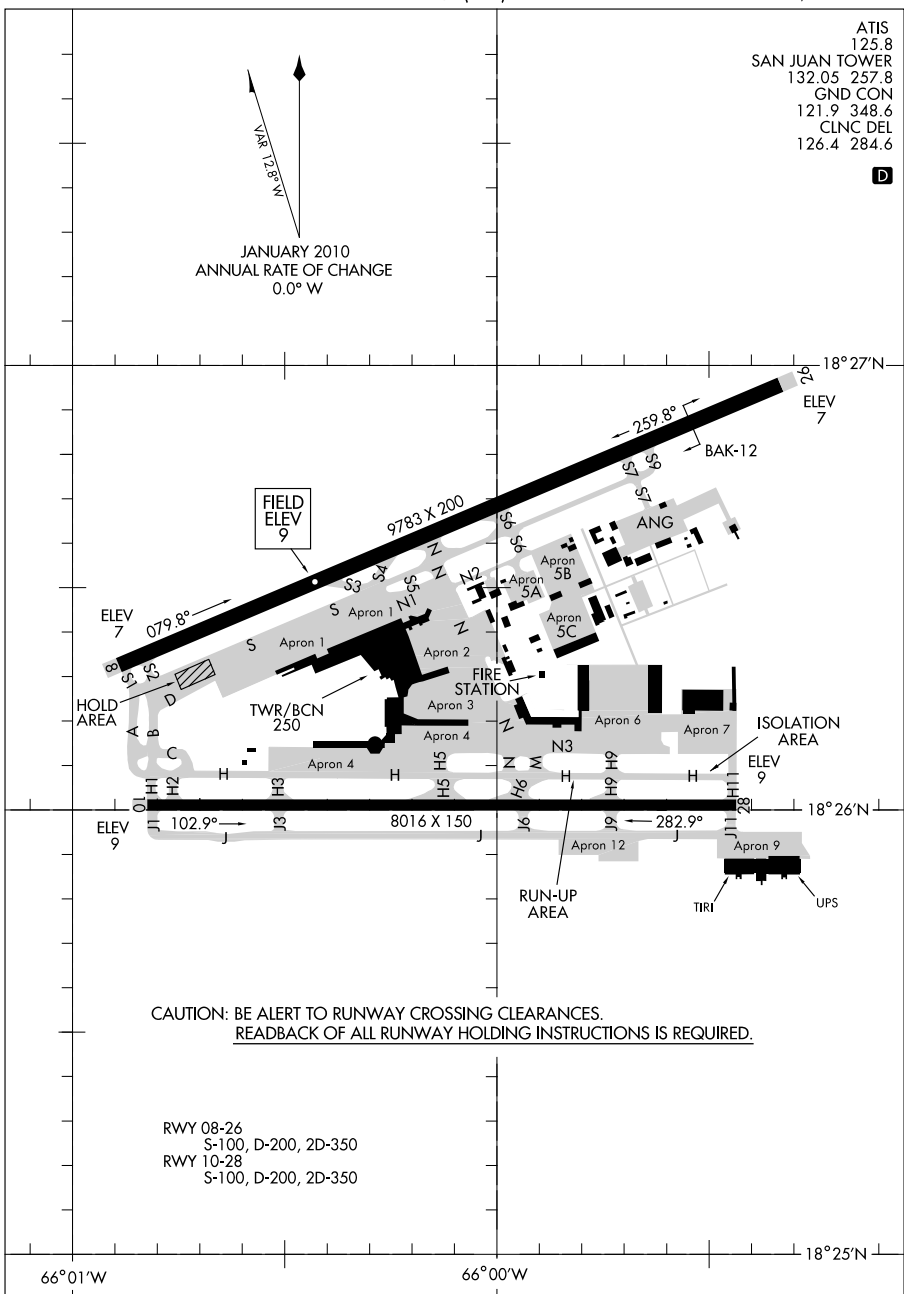 ATIS
125.8
SAN JUAN TOWER
132.05 257.8
GND CON
121.9 348.6
CLNC DEL
126.4 284.6
D
VAR 12.8° W
JANUARY 2010
ANNUAL RATE OF CHANGE
0.0° W
18°27'N
26
ELEV
7
259.8°
BAK-12
FIELD
ELEV
9
9783 X 200
S7
S9
S7
ANG
S6
S6
N
N
S4
S3
S5
N1
N2
Apron
5A
Apron
5B
Apron
5C
ELEV
7
079.8°
S
Apron 1
S
Apron 1
N
Apron 2
8
S1
S2
HOLD
AREA
D
TWR/BCN
250
FIRE
STATION
Apron 3
Apron 4
Apron 4
N
N3
Apron 6
Apron 7
ISOLATION
AREA
ELEV
9
A
B
C
H
H
H5
N
M
H
H9
H
H1
H2
H3
H5
H6
H9
H11
10
28
18°26'N
ELEV
9
J1
102.9°
J
J3
8016 X 150
J
J6
J9
282.9°
J
J11
Apron 12
Apron 9
RUN-UP
AREA
TIRI
UPS
CAUTION: BE ALERT TO RUNWAY CROSSING CLEARANCES.
READBACK OF ALL RUNWAY HOLDING INSTRUCTIONS IS REQUIRED.
RWY 08-26
S-100, D-200, 2D-350
RWY 10-28
S-100, D-200, 2D-350
18°25'N
66°01'W
66°00'W